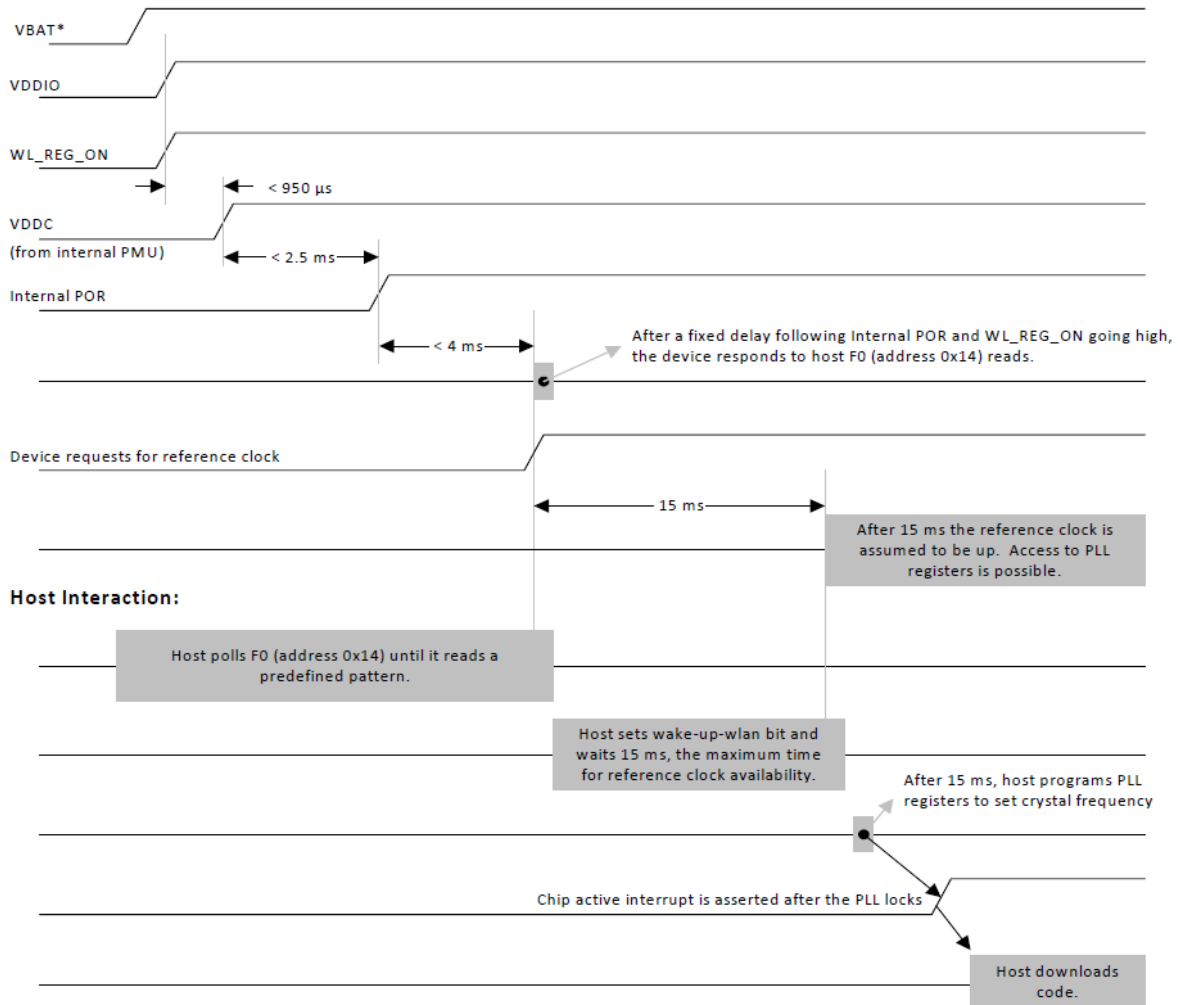 VBAT*
VDDIO
WL_REG_ON
< 950 µs
VDDC
(from internal PMU)
< 2.5 ms
Internal POR
< 4 ms
After a fixed delay following Internal POR and WL_REG_ON going high,
the device responds to host F0 (address 0x14) reads.
Device requests for reference clock
15 ms
After 15 ms the reference clock is
assumed to be up. Access to PLL
registers is possible.
Host Interaction:
Host polls F0 (address 0x14) until it reads a
predefined pattern.
Host sets wake-up-wlan bit and
waits 15 ms, the maximum time
for reference clock availability.
After 15 ms, host programs PLL
registers to set crystal frequency
Chip active interrupt is asserted after the PLL locks
Host downloads
code.